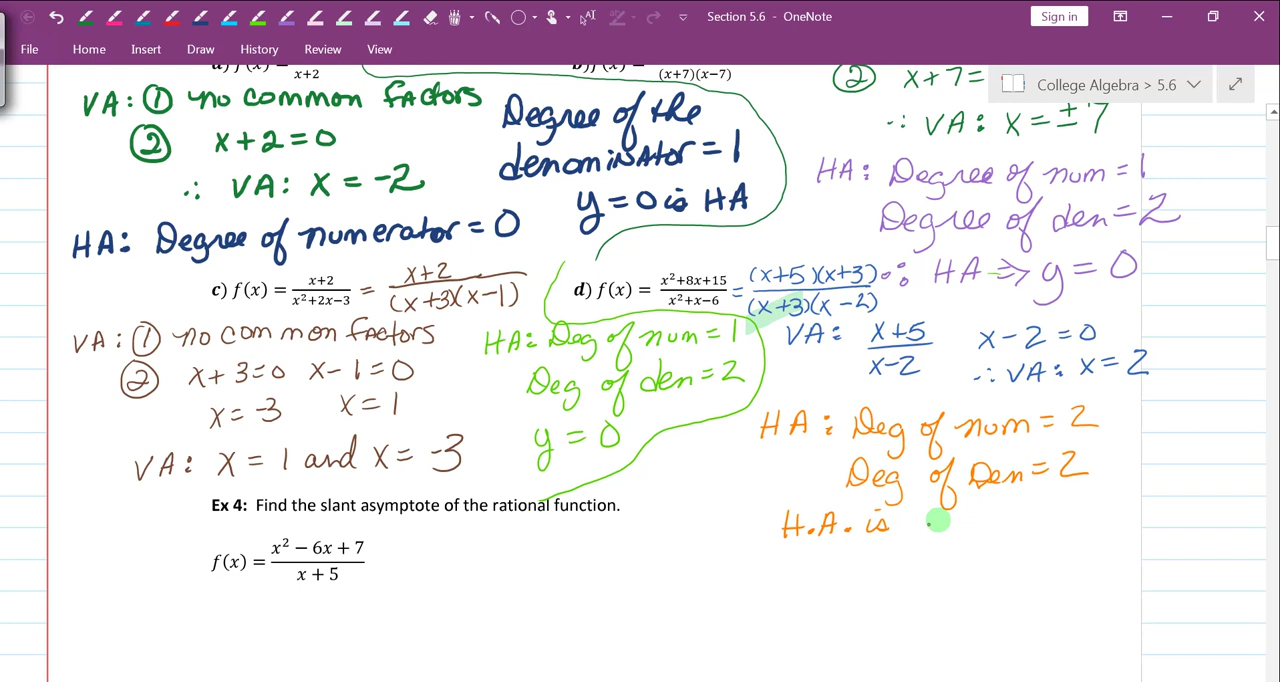 Section 5.6 - OneNote
Sign in
File Home Insert Draw History Review View
College Algebra > 5.6
x+2
(x+7)(x−7)
② x+7=
∴ VA: x = ±7
VA: ① no common factors
② x+2=0
∴ VA: x = -2
Degree of the
denominator = 1
y=0 is HA
HA: Degree of numerator = 0
HA: Degree of num = 1
Degree of den = 2
∴ HA ⇒ y = 0
c) f(x) = x+2 / x²+2x−3 = x+2 / (x+3)(x−1)
VA: ① no common factors
② x+3=0 x−1=0
x=-3 x=1
VA: x=1 and x=-3
HA: Deg of num = 1
Deg of den = 2
y = 0
d) f(x) = x²+8x+15 / x²+x−6 = (x+5)(x+3) / (x+3)(x−2)
VA: x+5 / x−2 x−2=0
∴ VA: x=2
HA: Deg of num = 2
Deg of Den = 2
H.A. is
Ex 4: Find the slant asymptote of the rational function.
f(x) = x² − 6x + 7 / x + 5